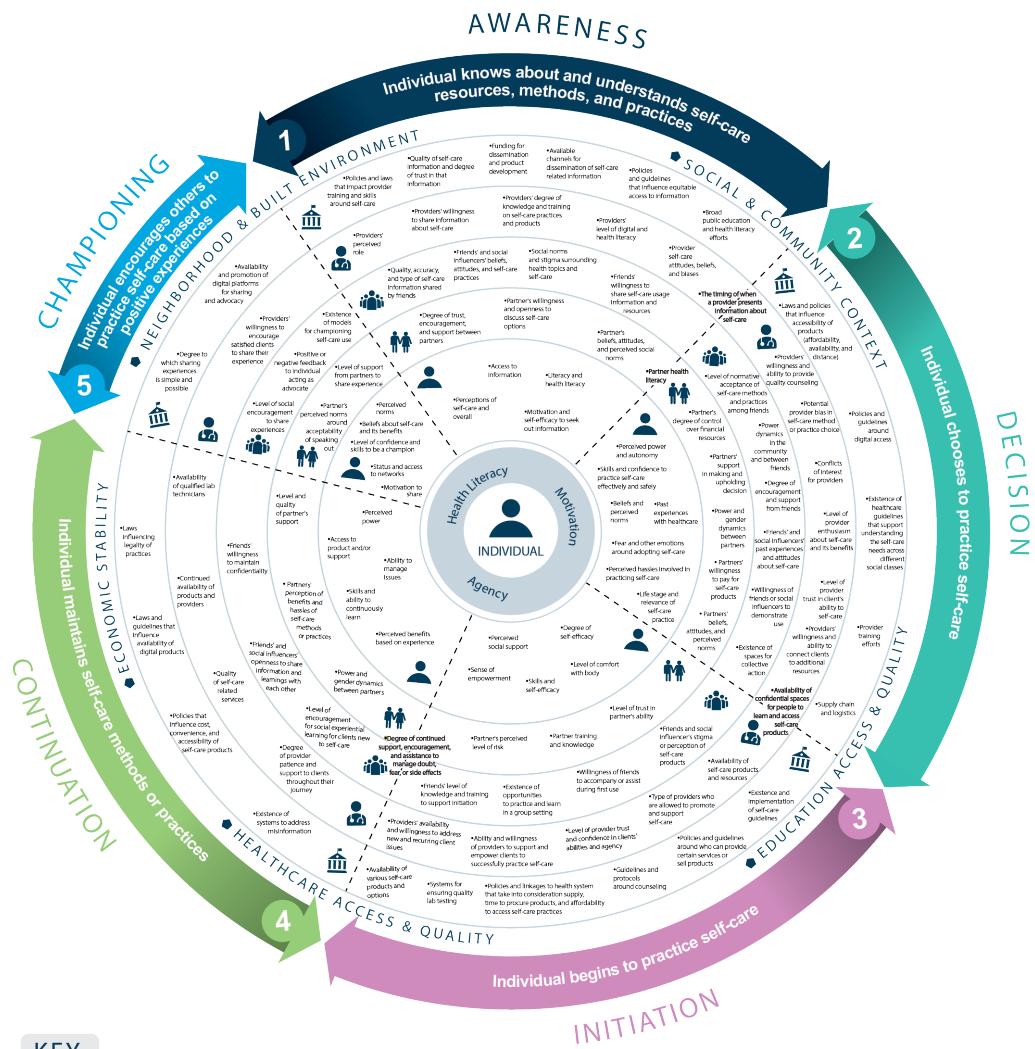 AWARENESS
Individual knows about and understands self-care
resources, methods, and practices
1
CHAMPIONING
Individual encourages others to
practice self-care based on
positive experiences
5
2
DECISION
Individual chooses to practice self-care
3
INITIATION
Individual begins to practice self-care
4
CONTINUATION
Individual maintains self-care methods or practices
NEIGHBORHOOD & BUILT ENVIRONMENT
SOCIAL & COMMUNITY CONTEXT
EDUCATION ACCESS & QUALITY
HEALTHCARE ACCESS & QUALITY
ECONOMIC STABILITY
Health Literacy
Motivation
Agency
INDIVIDUAL
•Policies and laws
that impact provider
training and skills
around self-care
•Quality of self-care
information and degree
of trust in that
information
•Funding for
dissemination
and product
development
•Available
channels for
dissemination of self-care
related information
•Policies
and guidelines
that influence equitable
access to information
•Broad
public education
and health literacy
efforts
•Providers'
perceived
role
•Providers' willingness
to share information
about self-care
•Providers' degree of
knowledge and training
on self-care practices
and products
•Providers'
level of digital and
health literacy
•Provider
attitudes, beliefs,
and biases
•The timing of when
a provider presents
information about
self-care
•Quality, accuracy,
and type of self-care
information shared
by friends
•Friends' and social
influencers' beliefs,
attitudes, and self-care
practices
•Social norms
and stigma surrounding
health topics and
self-care
•Friends'
willingness to
share self-care usage
information and
resources
•Degree of trust,
encouragement,
and support between
partners
•Partner's willingness
and openness to
discuss self-care
options
•Partner's
beliefs, attitudes,
and perceived social
norms
•Partner health
literacy
•Access to
information
•Literacy and
health literacy
•Perceptions of
self-care and
overall
•Motivation and
self-efficacy to seek
out information
•Laws and policies
that influence
accessibility of
products
(affordability,
availability, and
distance)
•Policies and
guidelines
around
digital access
•Existence of
healthcare
guidelines
that support
understanding
the self-care
needs across
different
social classes
•Provider
training
efforts
•Supply chain
and logistics
•Providers'
willingness and
ability to provide
quality counseling
•Potential
provider bias in
self-care method
or practice choice
•Conflicts
of interest
for providers
•Level of
provider
enthusiasm
about self-care
and its benefits
•Level of
provider
trust in client's
ability to
self-care
•Providers'
willingness and
ability to connect
clients to
additional
resources
•Availability of
confidential spaces
for people to
learn and access
self-care
products
•Level of normative
acceptance of
self-care methods
and practices
among friends
•Power
dynamics
in the
community
and between
friends
•Degree of
encouragement
and support
from friends
•Friends' and
social influencers'
past experiences
and attitudes
about self-care
•Willingness of
friends or social
influencers to
demonstrate
use
•Existence of
spaces for
collective
action
•Partner's
degree of control
over financial
resources
•Partner's
support
in making and
upholding
decision
•Power and
gender
dynamics
between
partners
•Partners'
willingness
to pay for
self-care
products
•Partners'
beliefs,
attitudes, and
perceived
norms
•Perceived power
and autonomy
•Skills and confidence to
practice self-care
effectively and safely
•Beliefs and
perceived
norms
•Past
experiences
with healthcare
•Fear and other emotions
around adopting self-care
•Perceived hassles involved in
practicing self-care
•Life stage and
relevance of
self-care
practice
•Perceived
social support
•Degree of
self-efficacy
•Sense of
empowerment
•Skills and
self-efficacy
•Level of comfort
with body
•Level of trust in
partner's ability
•Partner's perceived
level of risk
•Partner training
and knowledge
•Friends and social
influencer's stigma
or perception of
self-care
products
•Willingness of friends
to accompany or assist
during first use
•Existence of
opportunities
to practice and learn
in a group setting
•Friends' level of
knowledge and training
to support initiation
•Availability of
self-care products
and resources
•Type of providers who
are allowed to promote
and support
self-care
•Level of provider trust
and confidence in clients'
abilities and agency
•Ability and willingness
of providers to support and
empower clients to
successfully practice self-care
•Providers' availability
and willingness to address
new and recurring client
issues
•Existence and
implementation
of self-care
guidelines
•Policies and guidelines
around who can provide
certain services or
sell products
•Guidelines and
protocols
around counseling
•Policies and linkages to health system
that take into consideration supply,
time to procure products, and affordability
to access self-care practices
•Systems for
ensuring quality
lab testing
•Availability of
various self-care
products and
options
•Perceived
power
•Access to
product and/or
support
•Ability to
manage
issues
•Skills and
ability to
continuously
learn
•Perceived benefits
based on experience
•Level and
quality of
partner's
support
•Partners'
perception of
benefits and
hassles of
self-care
methods
or practices
•Power and
gender dynamics
between partners
•Degree of continued
support, encouragement,
and assistance to
manage doubt,
fear, or side effects
•Friends'
willingness
to maintain
confidentiality
•Friends' and
social influencers'
openness to share
information and
learnings with
each other
•Level of
encouragement
for social experiential
learning for clients new
to self-care
•Availability
of qualified lab
technicians
•Continued
availability of
products and
providers
•Quality
of self-care
related
services
•Degree
of provider
patience and
support to clients
throughout their
journey
•Laws
influencing
legality of
practices
•Laws and
guidelines that
influence
availability of
digital products
•Policies that
influence cost,
convenience, and
accessibility of
self-care products
•Existence of
systems to address
misinformation
•Availability
and promotion of
digital platforms
for sharing
and advocacy
•Degree to
which sharing
experiences
is simple and
possible
•Providers'
willingness to
encourage
satisfied clients
to share their
experience
•Existence
of models
for championing
self-care use
•Positive or
negative feedback
to individual
acting as
advocate
•Level of social
encouragement
to share
experiences
•Level of support
from partners to
share experience
•Partner's
perceived norms
around
acceptability
of speaking
out
•Perceived
norms
•Beliefs about self-care
and its benefits
•Level of confidence and
skills to be a champion
•Status and access
to networks
•Motivation to
share
KEY